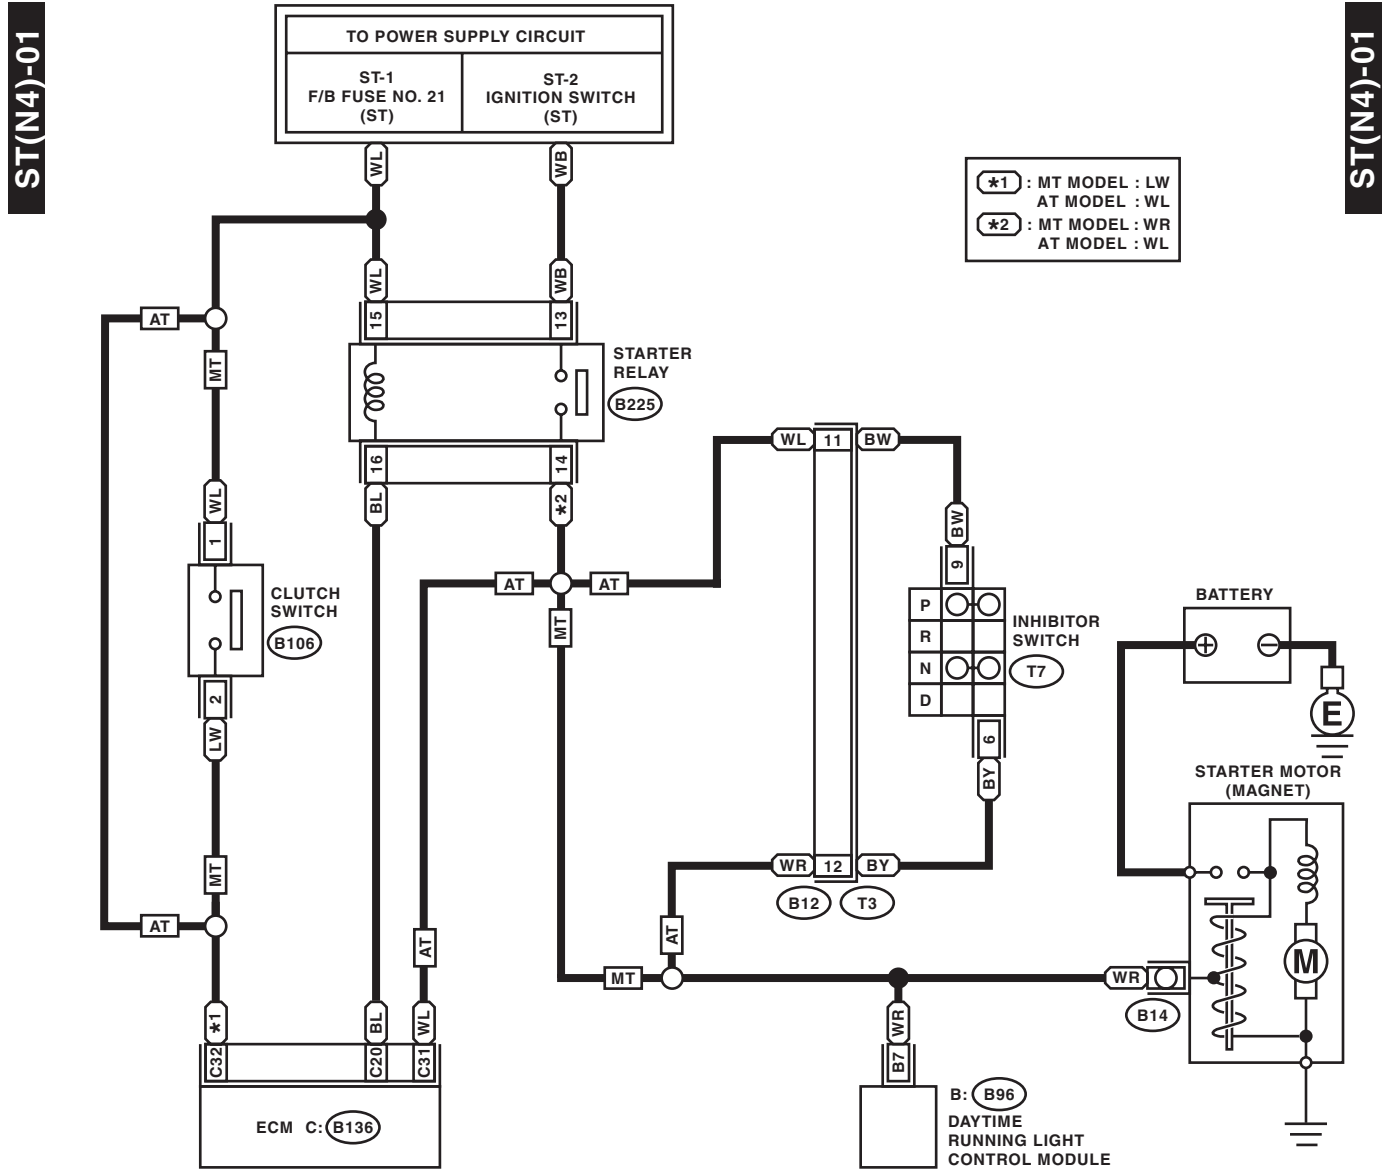 ST(N4)-01
ST(N4)-01
TO POWER SUPPLY CIRCUIT
ST-1
F/B FUSE NO. 21
(ST)
ST-2
IGNITION SWITCH
(ST)
WL
WB
*1 : MT MODEL : LW
AT MODEL : WL
*2 : MT MODEL : WR
AT MODEL : WL
WL
WB
15
13
AT
MT
STARTER
RELAY
B225
16
14
BL
*2
WL
11
BW
WL
1
BW
9
AT
AT
MT
CLUTCH
SWITCH
B106
P
R
N
D
INHIBITOR
SWITCH
T7
BATTERY
+
−
E
2
LW
6
BY
STARTER MOTOR
(MAGNET)
MT
WR
12
BY
B12
T3
AT
AT
AT
M
MT
WR
B14
*1
BL
WL
WR
C32
C20
C31
B7
ECM C: B136
B: B96
DAYTIME
RUNNING LIGHT
CONTROL MODULE